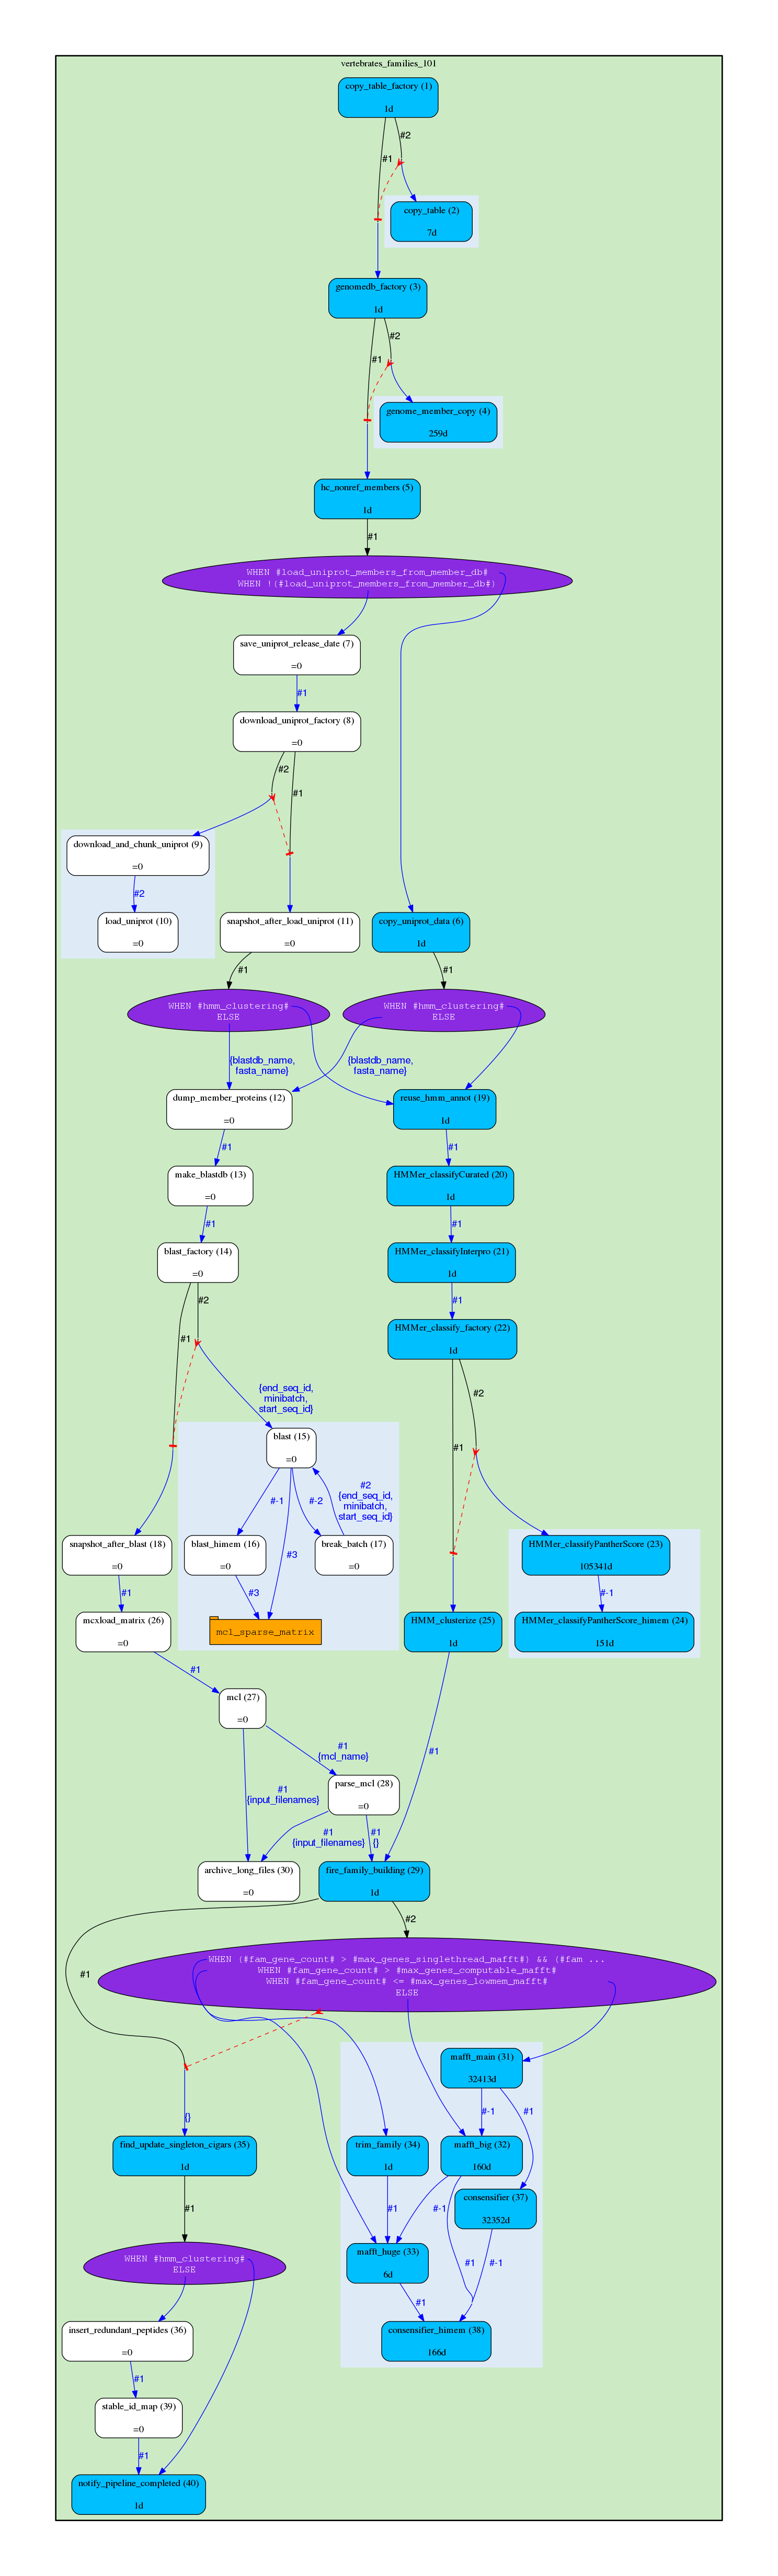 vertebrates_families_101
copy_table_factory (1)
1d
#2
#1
copy_table (2)
7d
genomedb_factory (3)
1d
#2
#1
genome_member_copy (4)
259d
hc_nonref_members (5)
1d
#1
WHEN #load_uniprot_members_from_member_db#
WHEN !(#load_uniprot_members_from_member_db#)
save_uniprot_release_date (7)
=0
#1
download_uniprot_factory (8)
=0
#2
#1
download_and_chunk_uniprot (9)
=0
#2
load_uniprot (10)
=0
snapshot_after_load_uniprot (11)
=0
copy_uniprot_data (6)
1d
#1
#1
WHEN #hmm_clustering#
ELSE
WHEN #hmm_clustering#
ELSE
{blastdb_name,
fasta_name}
{blastdb_name,
fasta_name}
dump_member_proteins (12)
=0
reuse_hmm_annot (19)
1d
#1
#1
make_blastdb (13)
=0
HMMer_classifyCurated (20)
1d
#1
#1
blast_factory (14)
=0
HMMer_classifyInterpro (21)
1d
#2
#1
#1
HMMer_classify_factory (22)
1d
{end_seq_id,
minibatch,
start_seq_id}
#2
#1
blast (15)
=0
#-1
#-2
#3
#2
{end_seq_id,
minibatch,
start_seq_id}
snapshot_after_blast (18)
=0
blast_himem (16)
=0
break_batch (17)
=0
HMMer_classifyPantherScore (23)
105341d
#1
#3
#-1
mcxload_matrix (26)
=0
mcl_sparse_matrix
HMM_clusterize (25)
1d
HMMer_classifyPantherScore_himem (24)
151d
#1
mcl (27)
=0
#1
{mcl_name}
#1
#1
{input_filenames}
parse_mcl (28)
=0
#1
{input_filenames}
#1
{}
archive_long_files (30)
=0
fire_family_building (29)
1d
#2
#1
WHEN (#fam_gene_count# > #max_genes_singlethread_mafft#) && (#fam ...
WHEN #fam_gene_count# > #max_genes_computable_mafft#
WHEN #fam_gene_count# <= #max_genes_lowmem_mafft#
ELSE
mafft_main (31)
32413d
{}
#-1
#1
find_update_singleton_cigars (35)
1d
trim_family (34)
1d
mafft_big (32)
160d
#1
#1
#-1
consensifier (37)
32352d
WHEN #hmm_clustering#
ELSE
mafft_huge (33)
6d
#1
#-1
#1
insert_redundant_peptides (36)
=0
consensifier_himem (38)
166d
#1
stable_id_map (39)
=0
#1
notify_pipeline_completed (40)
1d